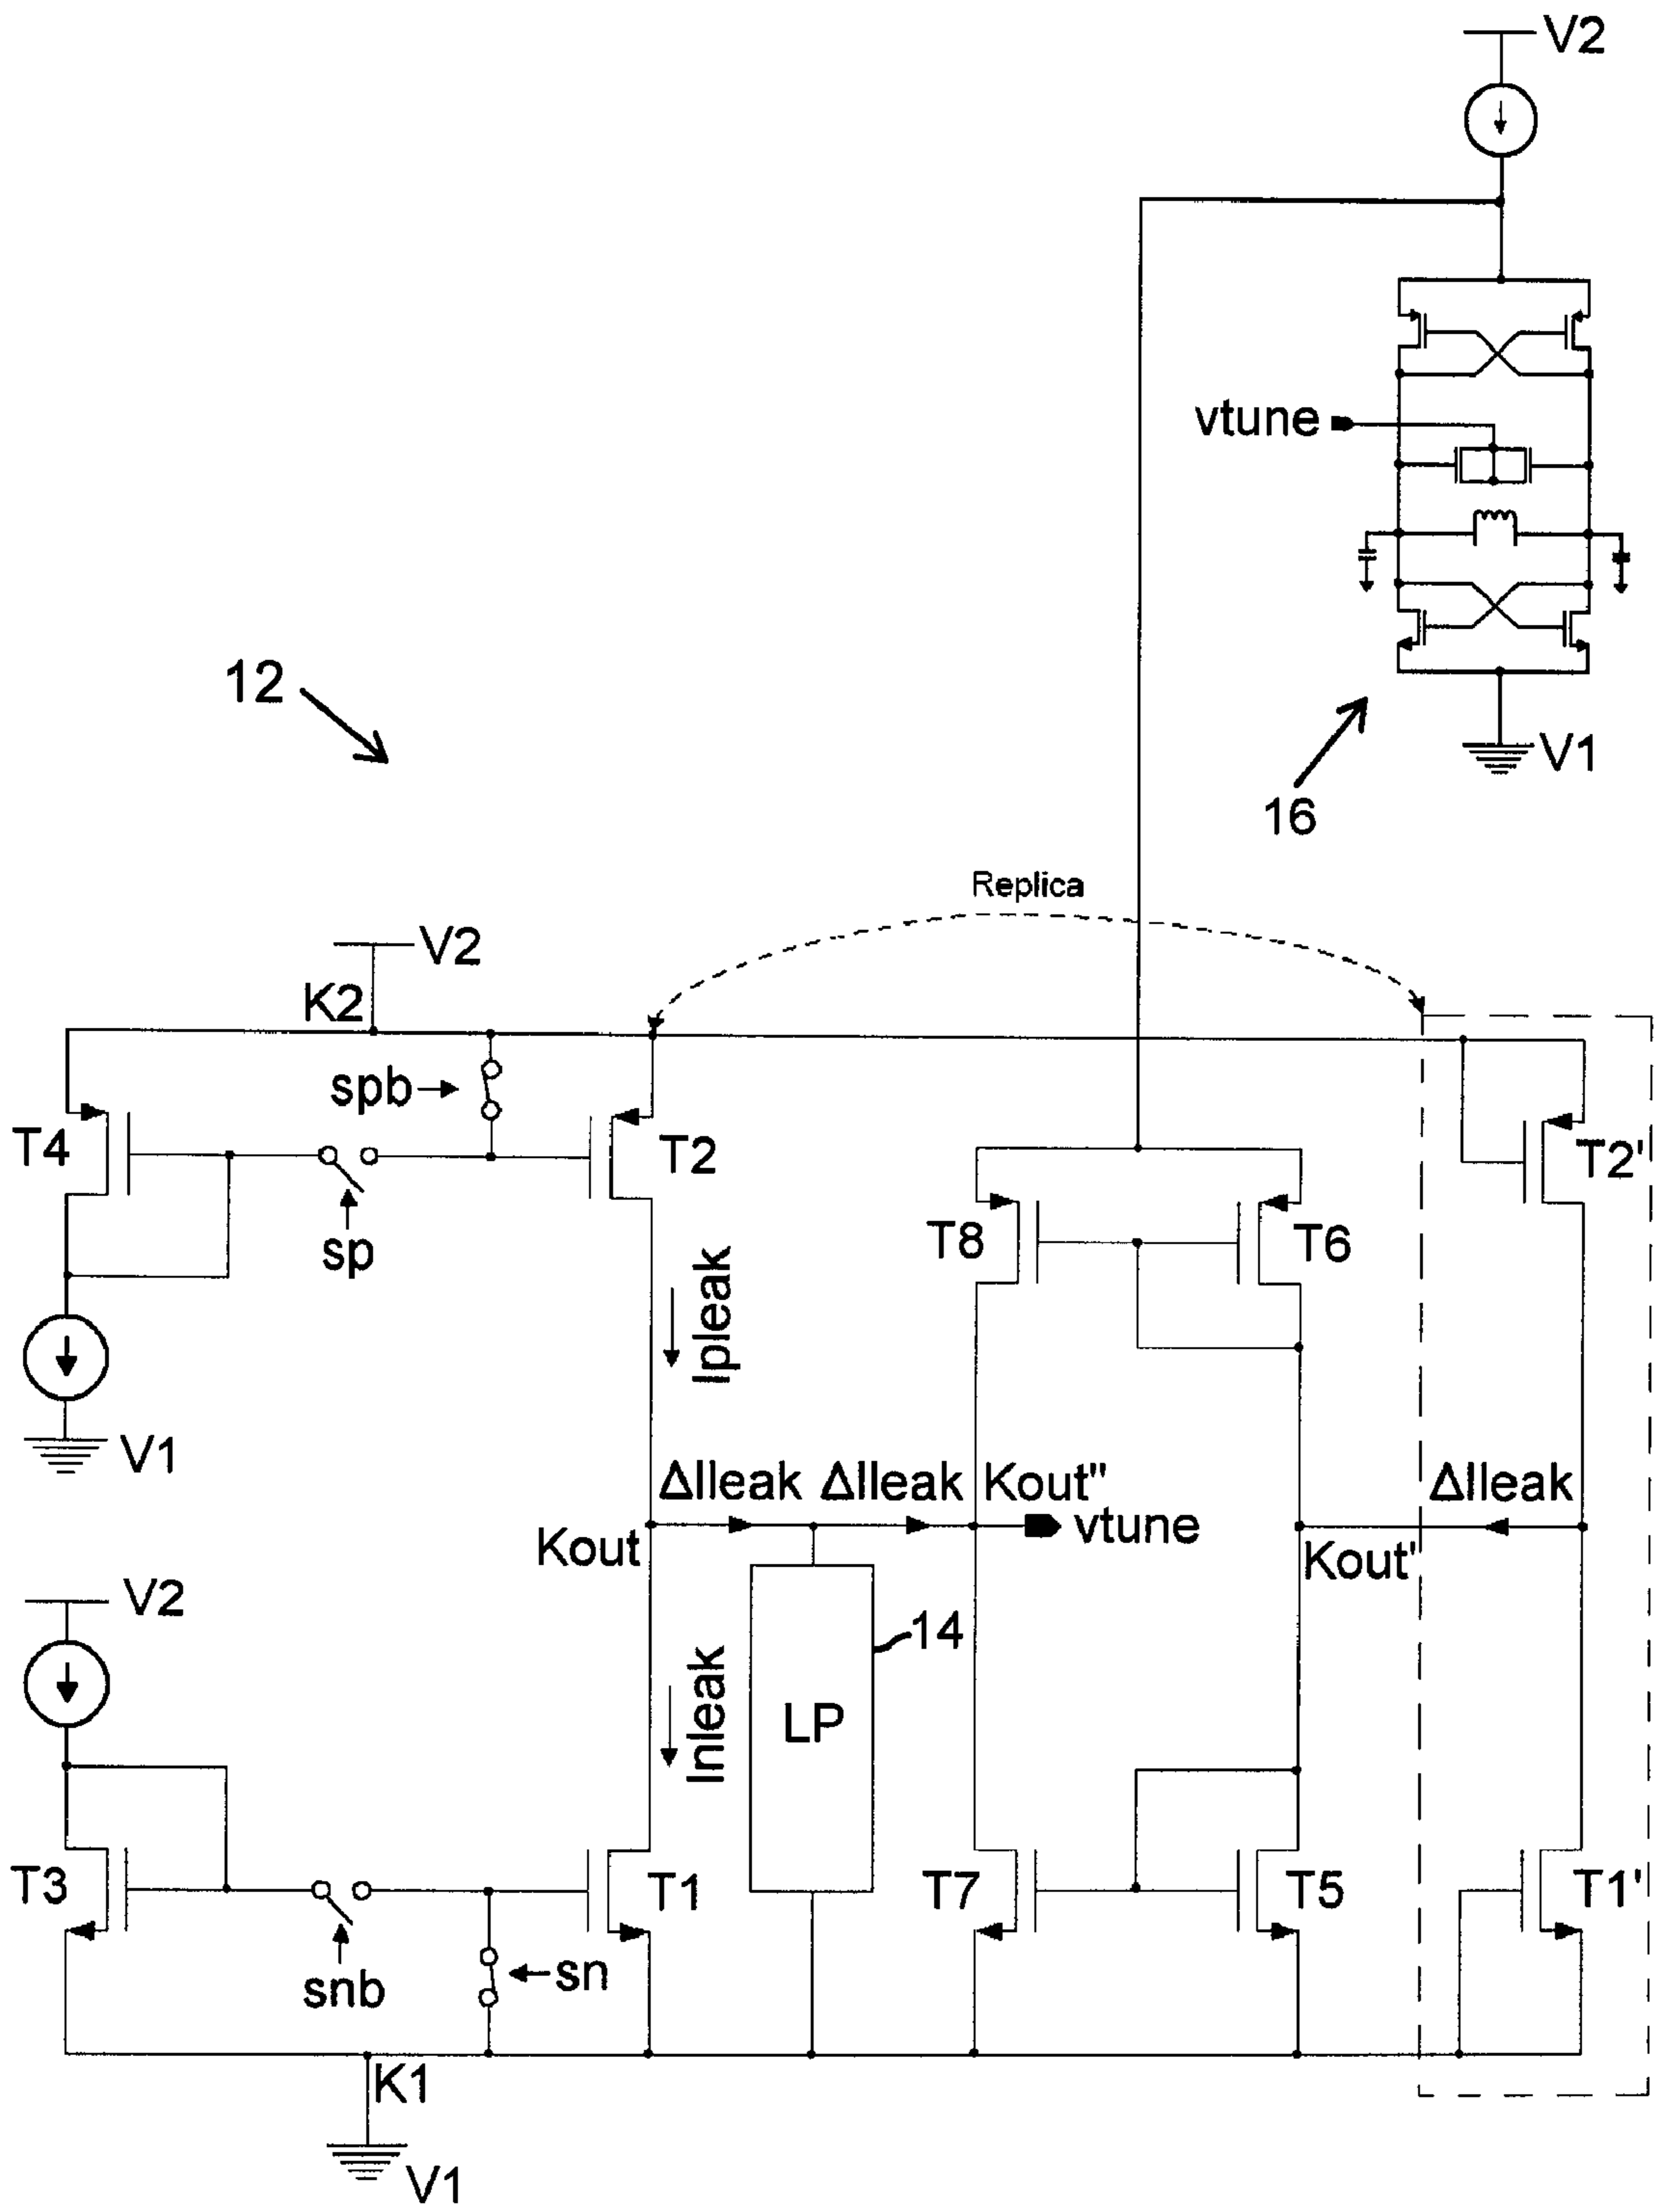 V2
vtune
V1
16
12
Replica
V2
K2
spb
T4
T2
T2'
sp
T8
T6
Ipleak
V1
ΔIleak ΔIleak Kout" ΔIleak
vtune
Kout
Kout'
V2
14
Inleak
LP
T3
T1
T7
T5
T1'
snb
sn
K1
V1